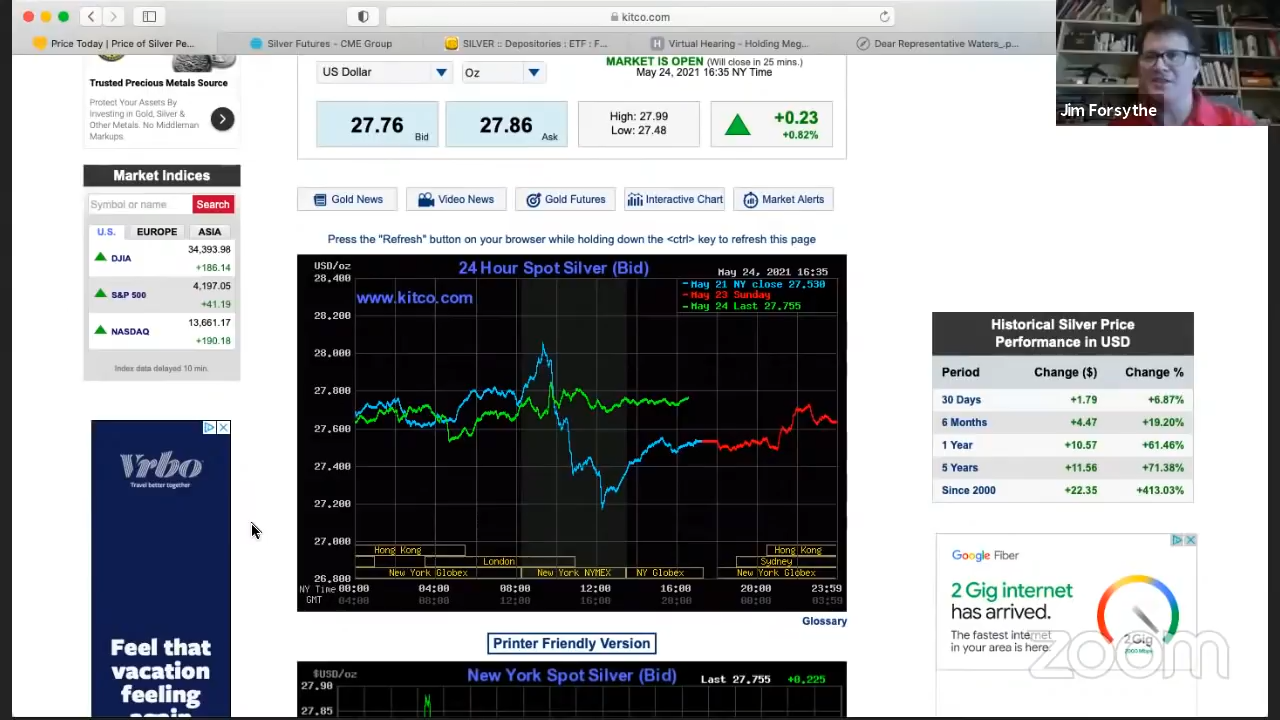 kitco.com
Price Today | Price of Silver Pe...
Silver Futures - CME Group
SILVER :: Depositories : ETF : F...
Virtual Hearing - Holding Meg...
Dear Representative Waters_.p...
Jim Forsythe
Trusted Precious Metals Source
Protect Your Assets By
Investing in Gold, Silver &
Other Metals. No Middleman
Markups.
US Dollar
Oz
MARKET IS OPEN (Will close in 25 mins.)
May 24, 2021 16:35 NY Time
27.76 Bid
27.86 Ask
High: 27.99
Low: 27.48
+0.23
+0.82%
Market Indices
Symbol or name
Search
U.S. EUROPE ASIA
DJIA 34,393.98
+186.14
S&P 500 4,197.05
+41.19
NASDAQ 13,661.17
+190.18
Index data delayed 10 min.
Gold News
Video News
Gold Futures
Interactive Chart
Market Alerts
Press the "Refresh" button on your browser while holding down the <ctrl> key to refresh this page
USD/oz
24 Hour Spot Silver (Bid)
May 24, 2021 16:35
www.kitco.com
May 21 NY close 27.530
May 23 Sunday
May 24 Last 27.755
28.400
28.200
28.000
27.800
27.600
27.400
27.200
27.000
26.800
Hong Kong
Hong Kong
London
Sydney
New York Globex
New York NYMEX
NY Globex
New York Globex
NY Time 00:00 04:00 08:00 12:00 16:00 20:00 23:59
GMT 04:00 08:00 12:00 16:00 20:00 00:00 03:59
Glossary
Printer Friendly Version
$USD/oz
New York Spot Silver (Bid)
Last 27.755 +0.225
27.90
27.85
Vrbo
Travel better together
Feel that
vacation
feeling
again
Historical Silver Price
Performance in USD
Period Change ($) Change %
30 Days +1.79 +6.87%
6 Months +4.47 +19.20%
1 Year +10.57 +61.46%
5 Years +11.56 +71.38%
Since 2000 +22.35 +413.03%
Google Fiber
2 Gig internet
has arrived.
The fastest internet
in your area is here.
2 Gig
zoom